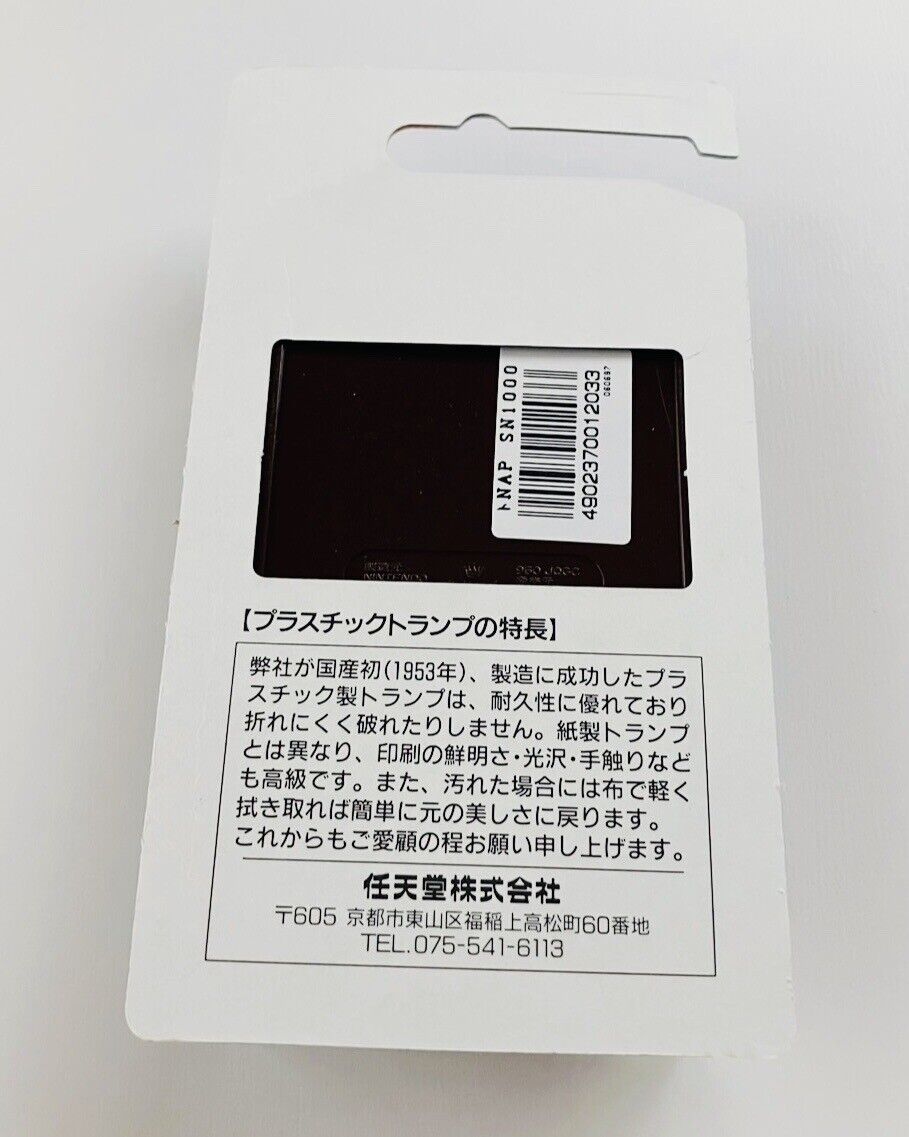 トNAP SN1000
4902370012033
060697
NINTENDO
【プラスチックトランプの特長】
弊社が国産初(1953年)、製造に成功したプラ
スチック製トランプは、耐久性に優れており
折れにくく破れたりしません。紙製トランプ
とは異なり、印刷の鮮明さ・光沢・手触りなど
も高級です。また、汚れた場合には布で軽く
拭き取れば簡単に元の美しさに戻ります。
これからもご愛顧の程お願い申し上げます。
任天堂株式会社
〒605 京都市東山区福稲上高松町60番地
TEL.075-541-6113